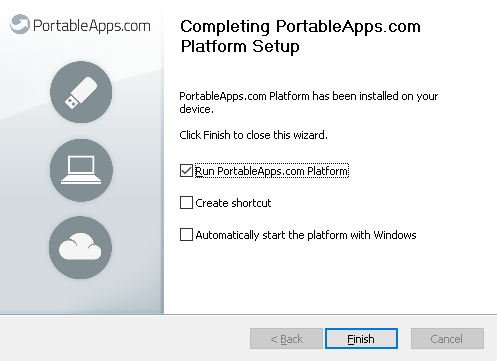 PortableApps.com
Completing PortableApps.com
Platform Setup
PortableApps.com Platform has been installed on your
device.
Click Finish to close this wizard.
Run PortableApps.com Platform
Create shortcut
Automatically start the platform with Windows
< Back
Finish
Cancel